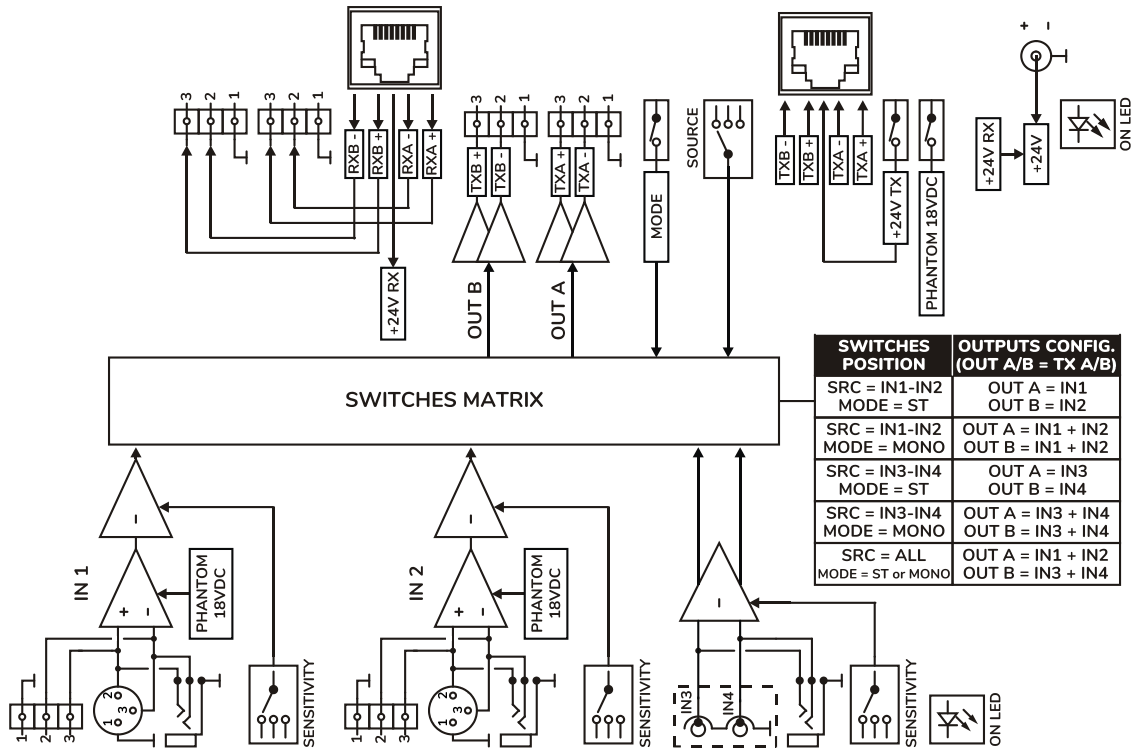 + -
3 2 1
3 2 1
RXB -
RXB +
RXA -
RXA +
+24V RX
3 2 1
3 2 1
TXB +
TXB -
TXA +
TXA -
OUT B
OUT A
MODE
SOURCE
TXB -
TXB +
TXA -
TXA +
+24V TX
PHANTOM 18VDC
+24V RX
+24V
ON LED
SWITCHES MATRIX
SWITCHES
POSITION
OUTPUTS CONFIG.
(OUT A/B = TX A/B)
SRC = IN1-IN2
MODE = ST
OUT A = IN1
OUT B = IN2
SRC = IN1-IN2
MODE = MONO
OUT A = IN1 + IN2
OUT B = IN1 + IN2
SRC = IN3-IN4
MODE = ST
OUT A = IN3
OUT B = IN4
SRC = IN3-IN4
MODE = MONO
OUT A = IN3 + IN4
OUT B = IN3 + IN4
SRC = ALL
MODE = ST or MONO
OUT A = IN1 + IN2
OUT B = IN3 + IN4
IN 1
-
+ -
PHANTOM
18VDC
1 2 3
2
3
1
SENSITIVITY
IN 2
-
+ -
PHANTOM
18VDC
1 2 3
2
3
1
SENSITIVITY
-
IN3
IN4
SENSITIVITY
ON LED